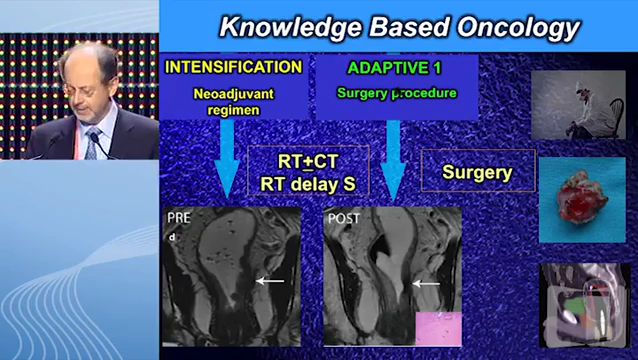 Knowledge Based Oncology
INTENSIFICATION
Neoadjuvant
regimen
ADAPTIVE 1
Surgery procedure
RT+CT
RT delay S
Surgery
PRE
d
POST